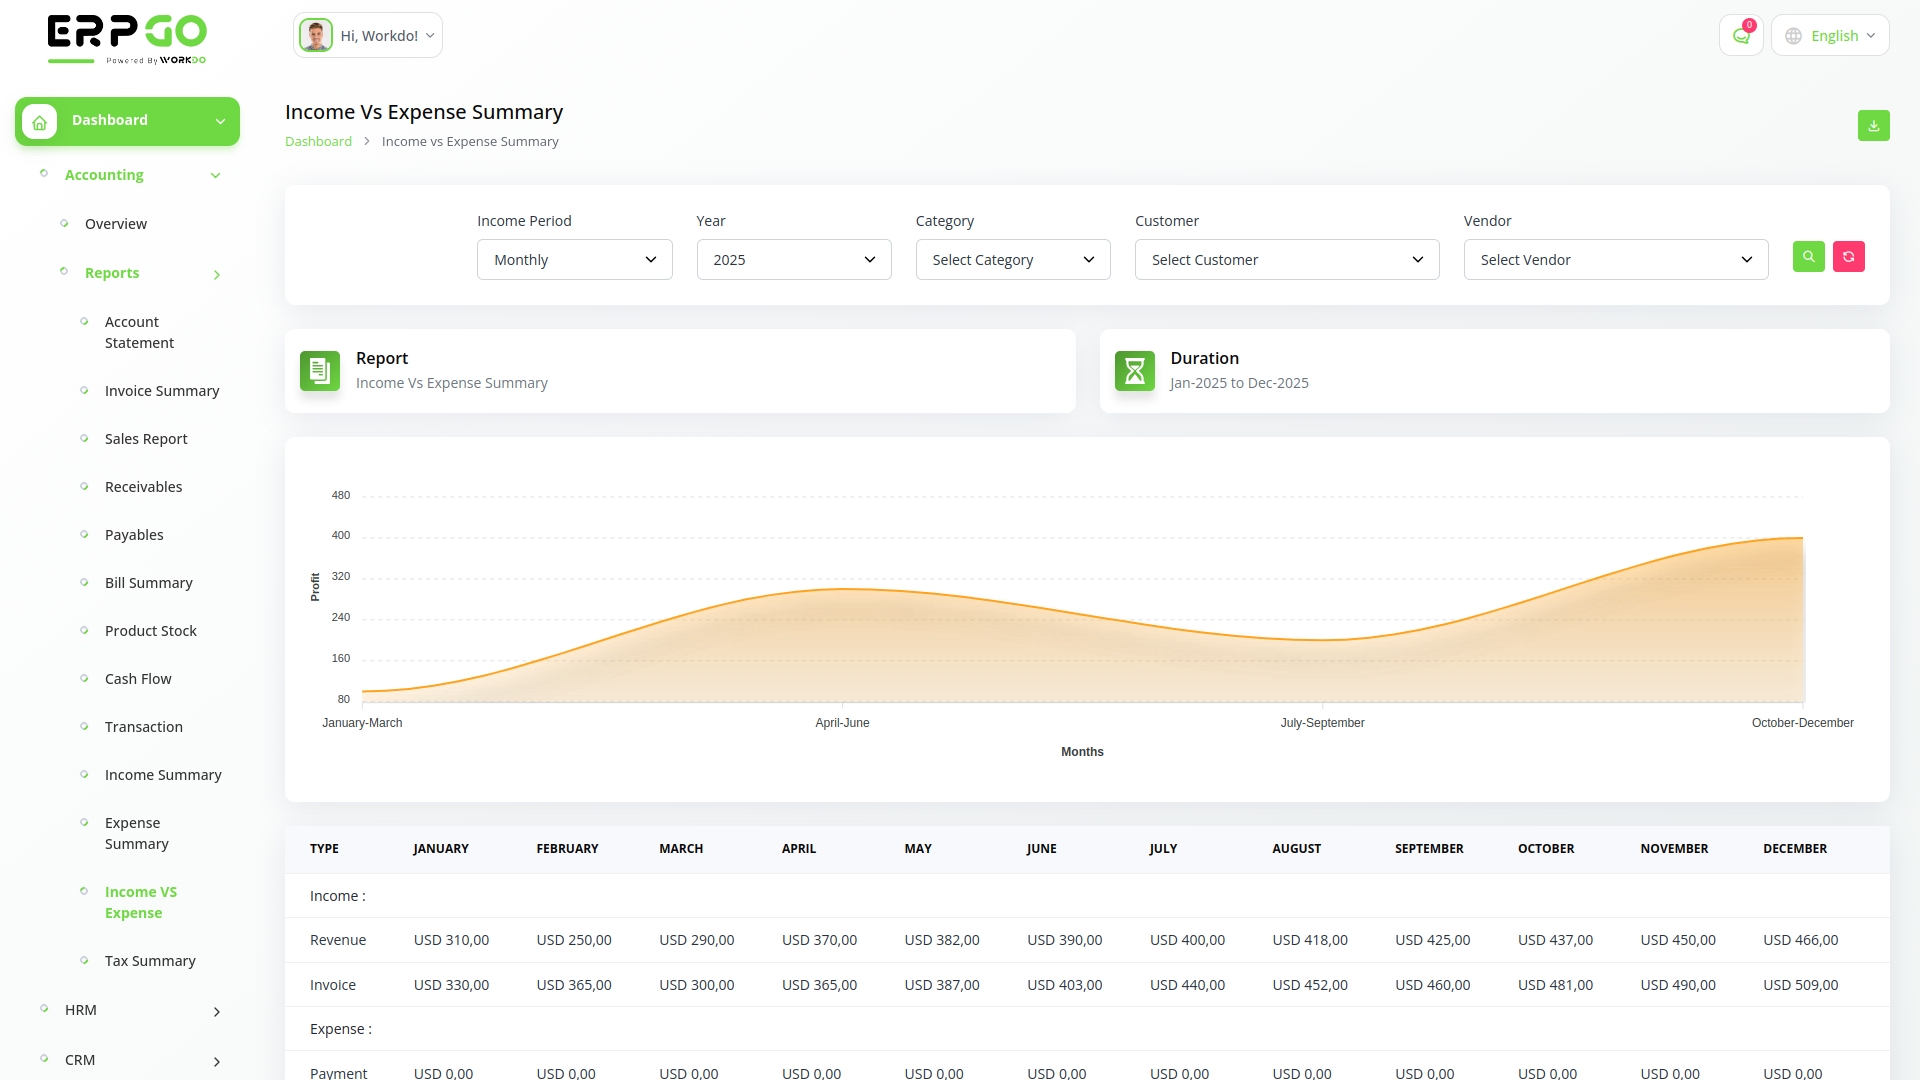 ERPGO
Powered By WORKDO
Hi, Workdo!
0
English
Dashboard
Accounting
Overview
Reports
Account
Statement
Invoice Summary
Sales Report
Receivables
Payables
Bill Summary
Product Stock
Cash Flow
Transaction
Income Summary
Expense
Summary
Income VS
Expense
Tax Summary
HRM
CRM
Income Vs Expense Summary
Dashboard > Income vs Expense Summary
Income Period
Year
Category
Customer
Vendor
Monthly
2025
Select Category
Select Customer
Select Vendor
Report
Income Vs Expense Summary
Duration
Jan-2025 to Dec-2025
480
400
320
240
160
80
Profit
January-March
April-June
July-September
October-December
Months
TYPE JANUARY FEBRUARY MARCH APRIL MAY JUNE JULY AUGUST SEPTEMBER OCTOBER NOVEMBER DECEMBER
Income :
Revenue USD 310,00 USD 250,00 USD 290,00 USD 370,00 USD 382,00 USD 390,00 USD 400,00 USD 418,00 USD 425,00 USD 437,00 USD 450,00 USD 466,00
Invoice USD 330,00 USD 365,00 USD 300,00 USD 365,00 USD 387,00 USD 403,00 USD 440,00 USD 452,00 USD 460,00 USD 481,00 USD 490,00 USD 509,00
Expense :
Payment USD 0,00 USD 0,00 USD 0,00 USD 0,00 USD 0,00 USD 0,00 USD 0,00 USD 0,00 USD 0,00 USD 0,00 USD 0,00 USD 0,00